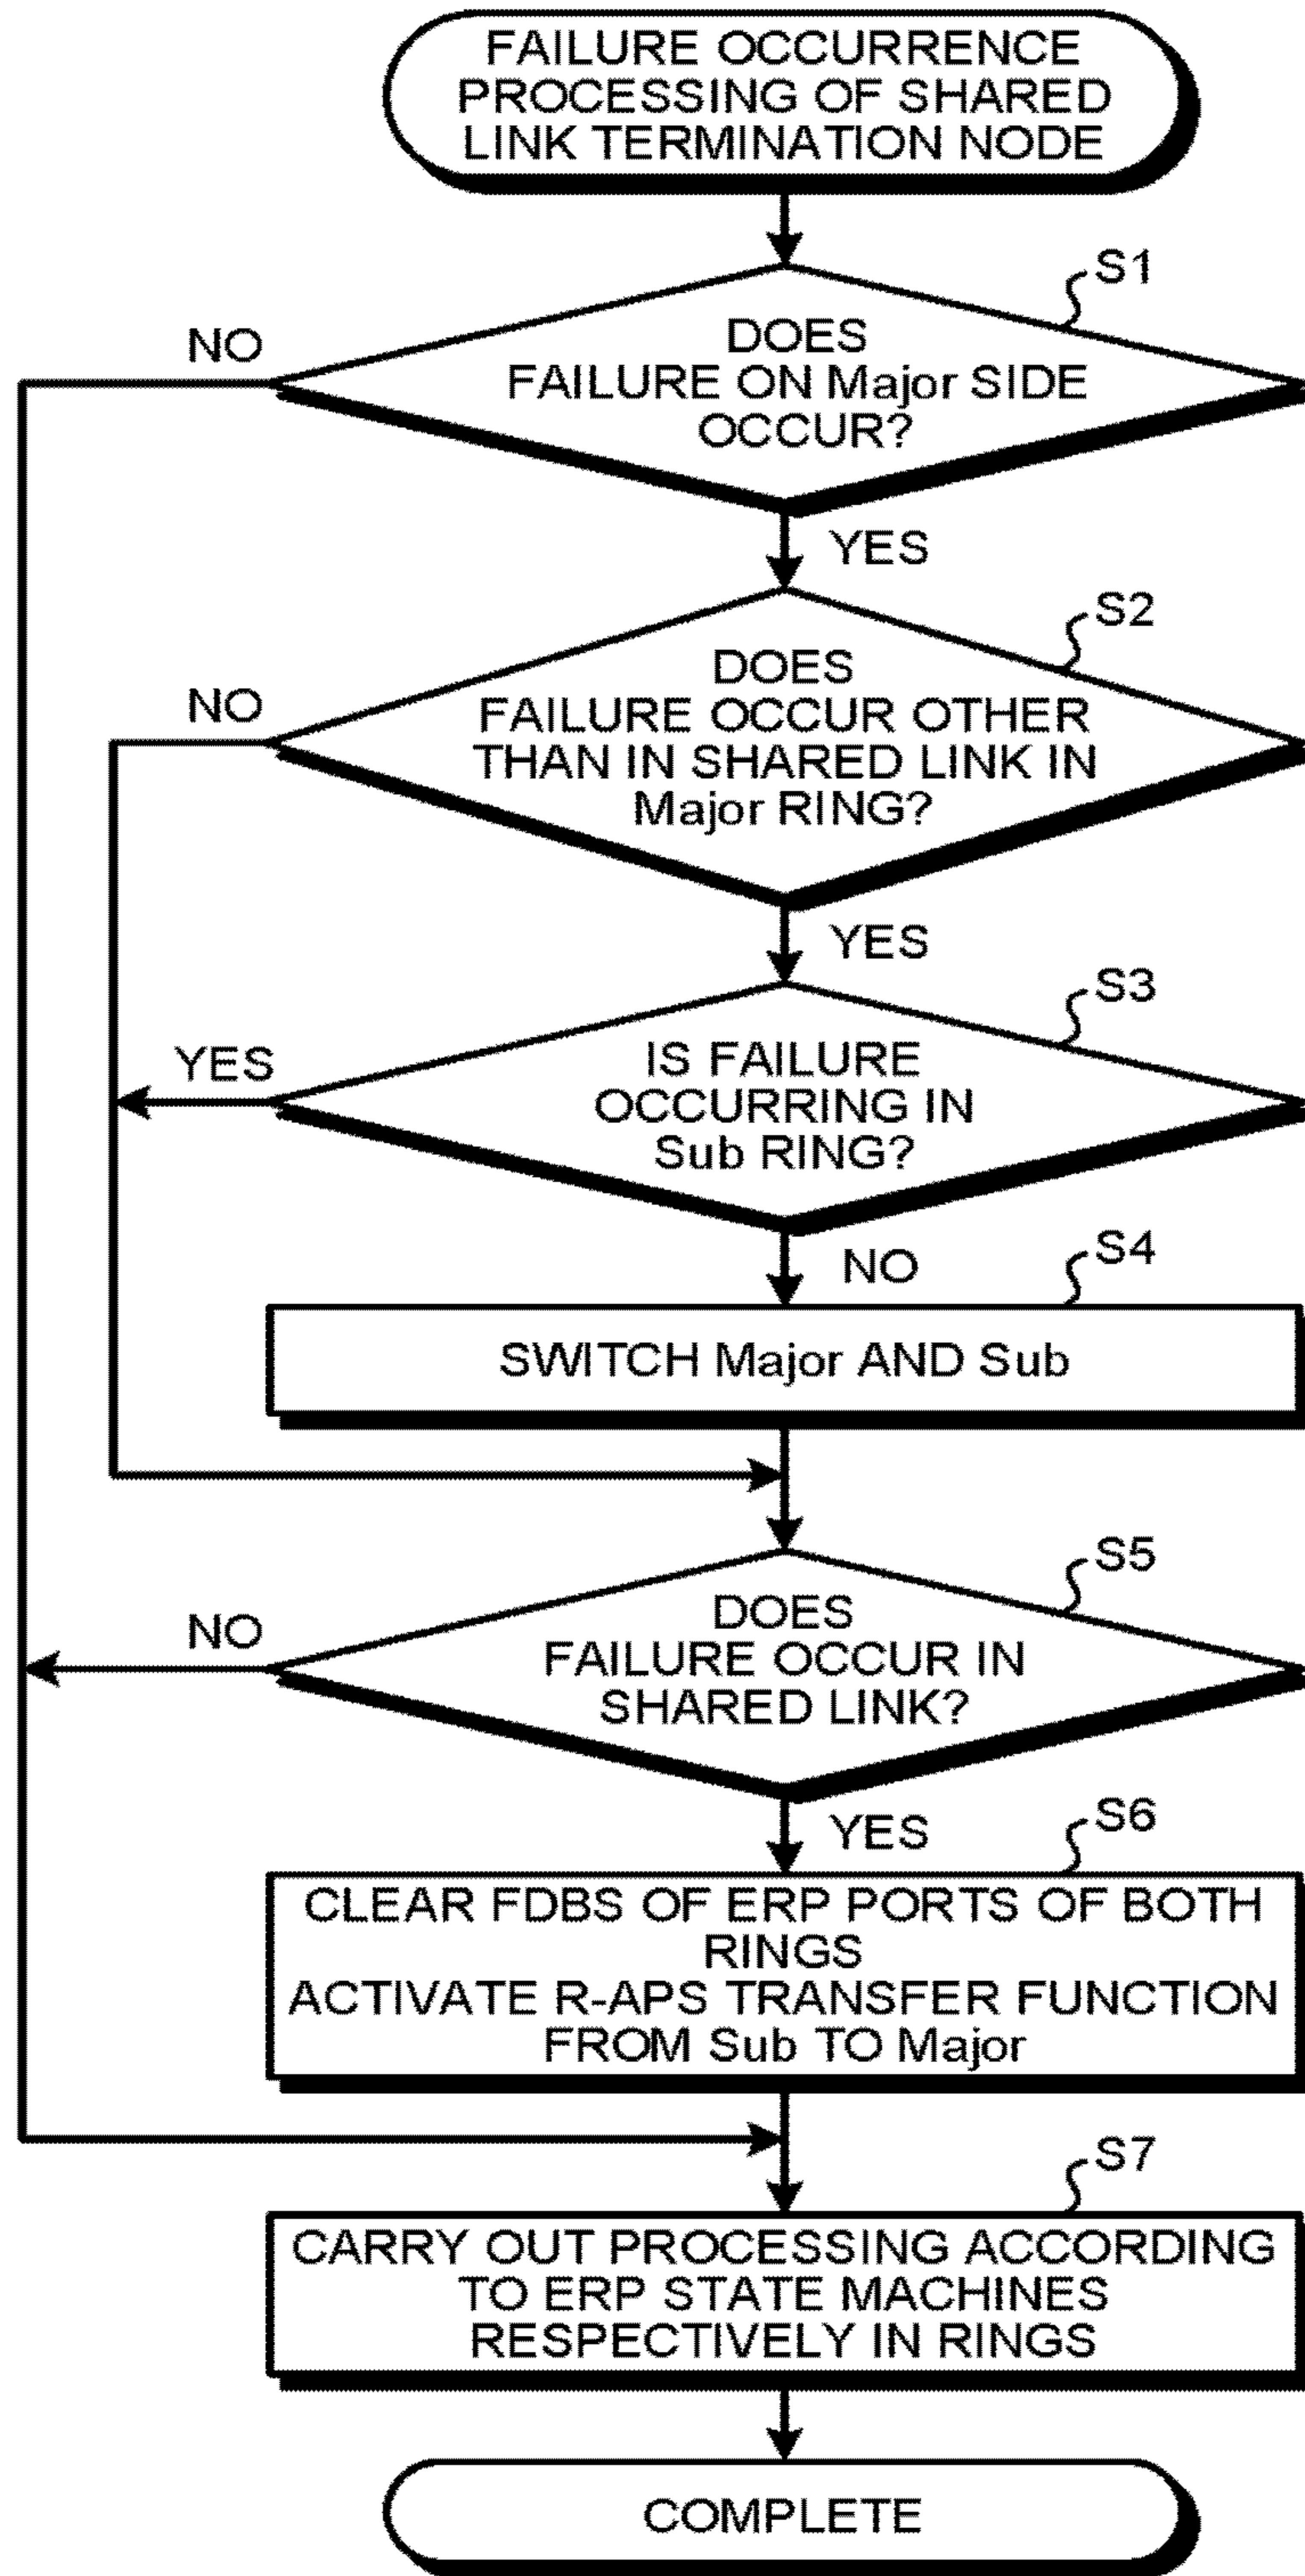 FAILURE OCCURRENCE
PROCESSING OF SHARED
LINK TERMINATION NODE
S1
NO
DOES
FAILURE ON Major SIDE
OCCUR?
YES
S2
NO
DOES
FAILURE OCCUR OTHER
THAN IN SHARED LINK IN
Major RING?
YES
S3
YES
IS FAILURE
OCCURRING IN
Sub RING?
NO
S4
SWITCH Major AND Sub
S5
NO
DOES
FAILURE OCCUR IN
SHARED LINK?
YES
S6
CLEAR FDBS OF ERP PORTS OF BOTH
RINGS
ACTIVATE R-APS TRANSFER FUNCTION
FROM Sub TO Major
S7
CARRY OUT PROCESSING ACCORDING
TO ERP STATE MACHINES
RESPECTIVELY IN RINGS
COMPLETE